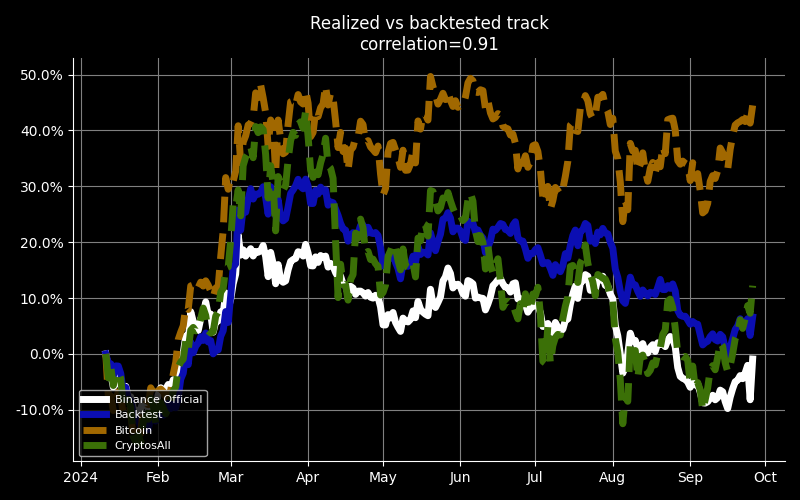 Realized vs backtested track
correlation=0.91
50.0%
40.0%
30.0%
20.0%
10.0%
0.0%
-10.0%
Binance Official
Backtest
Bitcoin
CryptosAll
2024 Feb Mar Apr May Jun Jul Aug Sep Oct